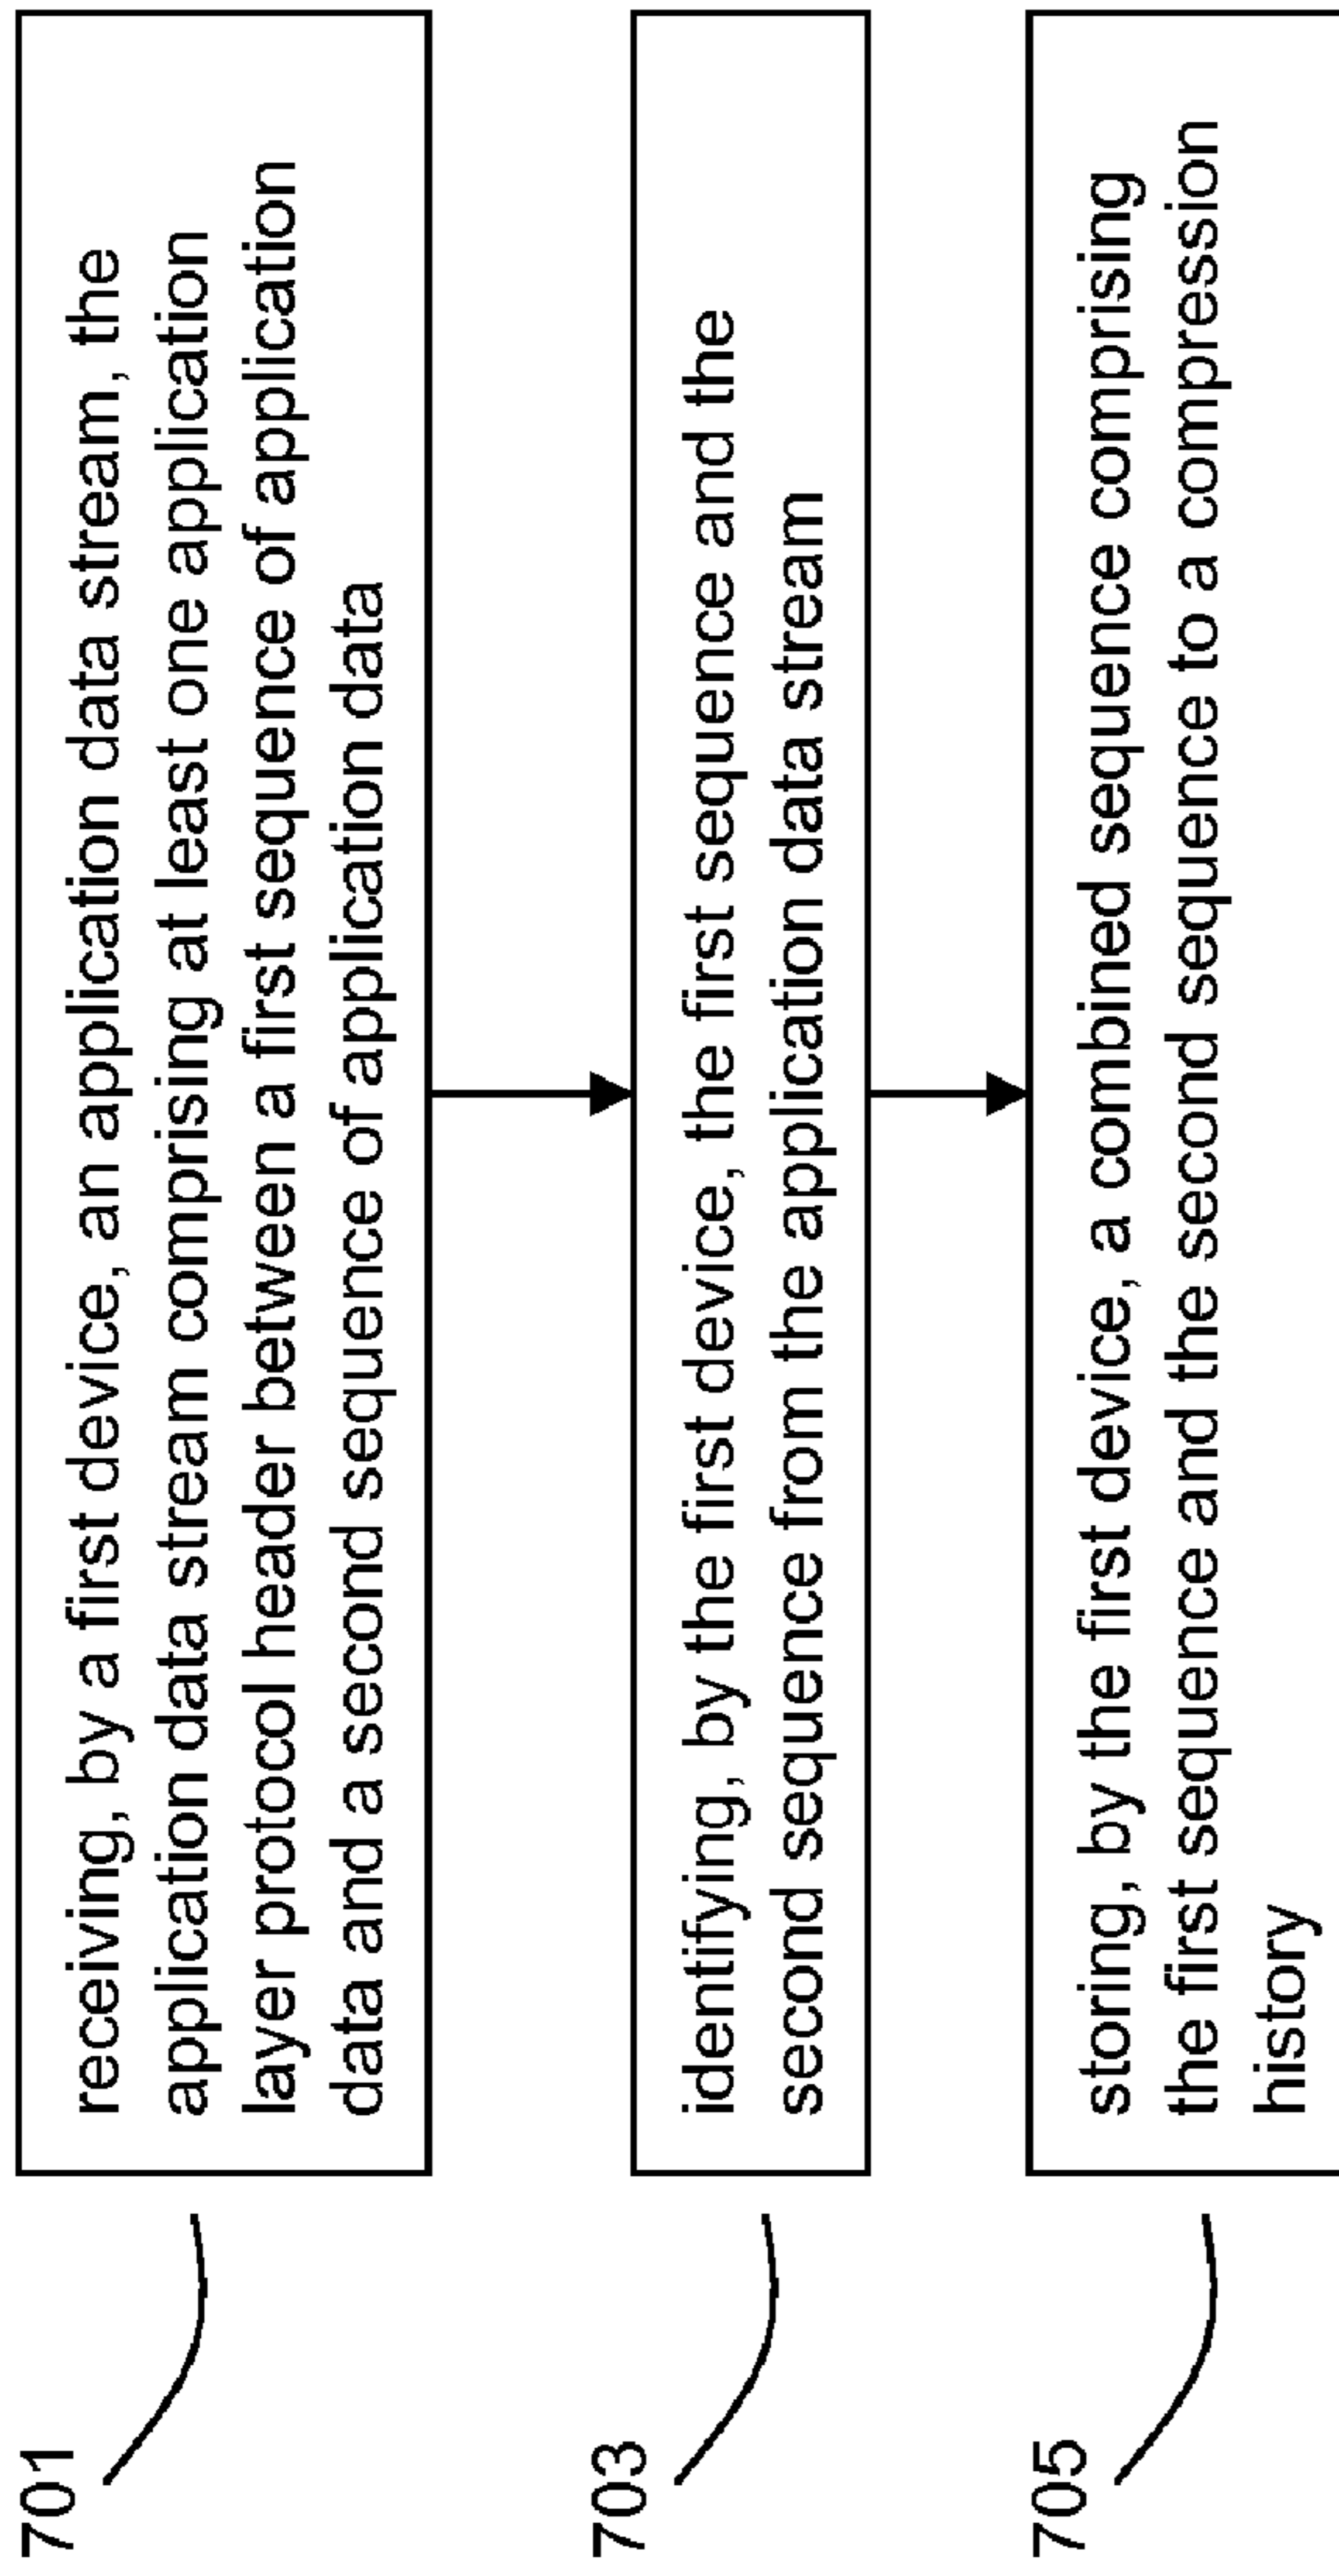 701
receiving, by a first device, an application data stream, the
application data stream comprising at least one application
layer protocol header between a first sequence of application
data and a second sequence of application data
703
identifying, by the first device, the first sequence and the
second sequence from the application data stream
705
storing, by the first device, a combined sequence comprising
the first sequence and the second sequence to a compression
history